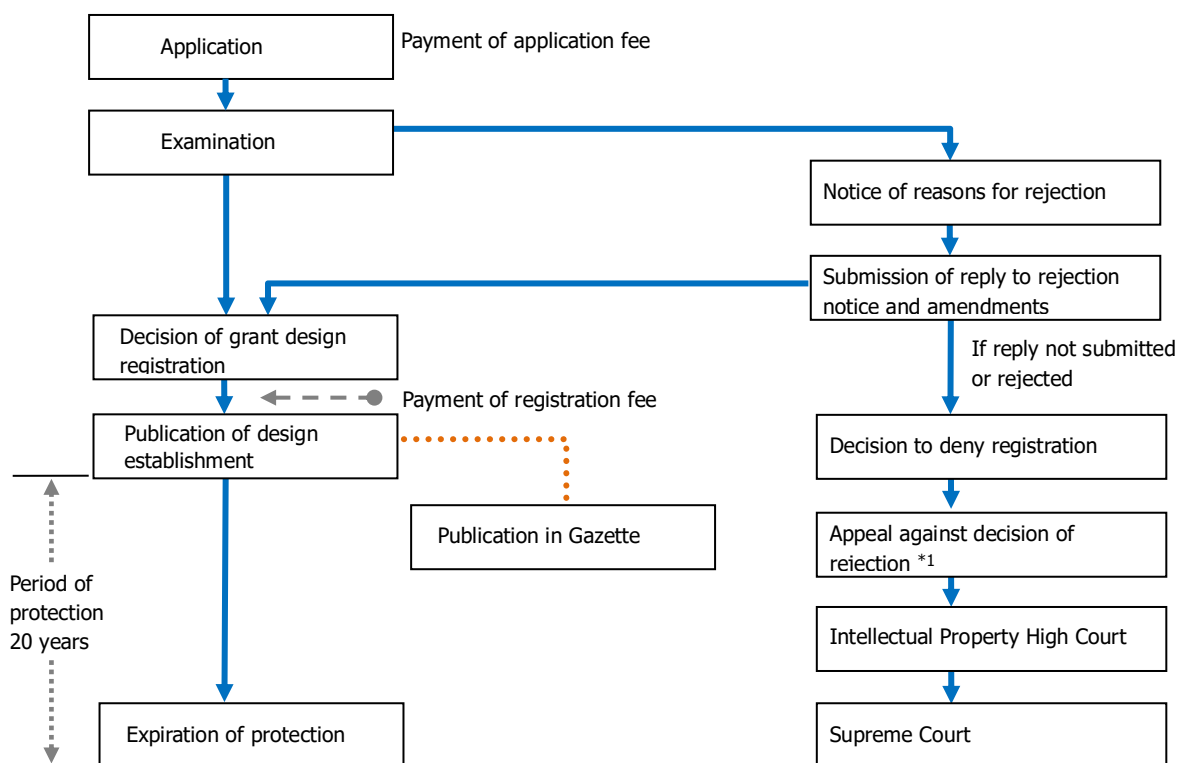 Application
Payment of application fee
Examination
Notice of reasons for rejection
Submission of reply to rejection
notice and amendments
Decision of grant design
registration
If reply not submitted
or rejected
Payment of registration fee
Publication of design
establishment
Decision to deny registration
Publication in Gazette
Appeal against decision of
rejection *1
Period of
protection
20 years
Intellectual Property High Court
Expiration of protection
Supreme Court